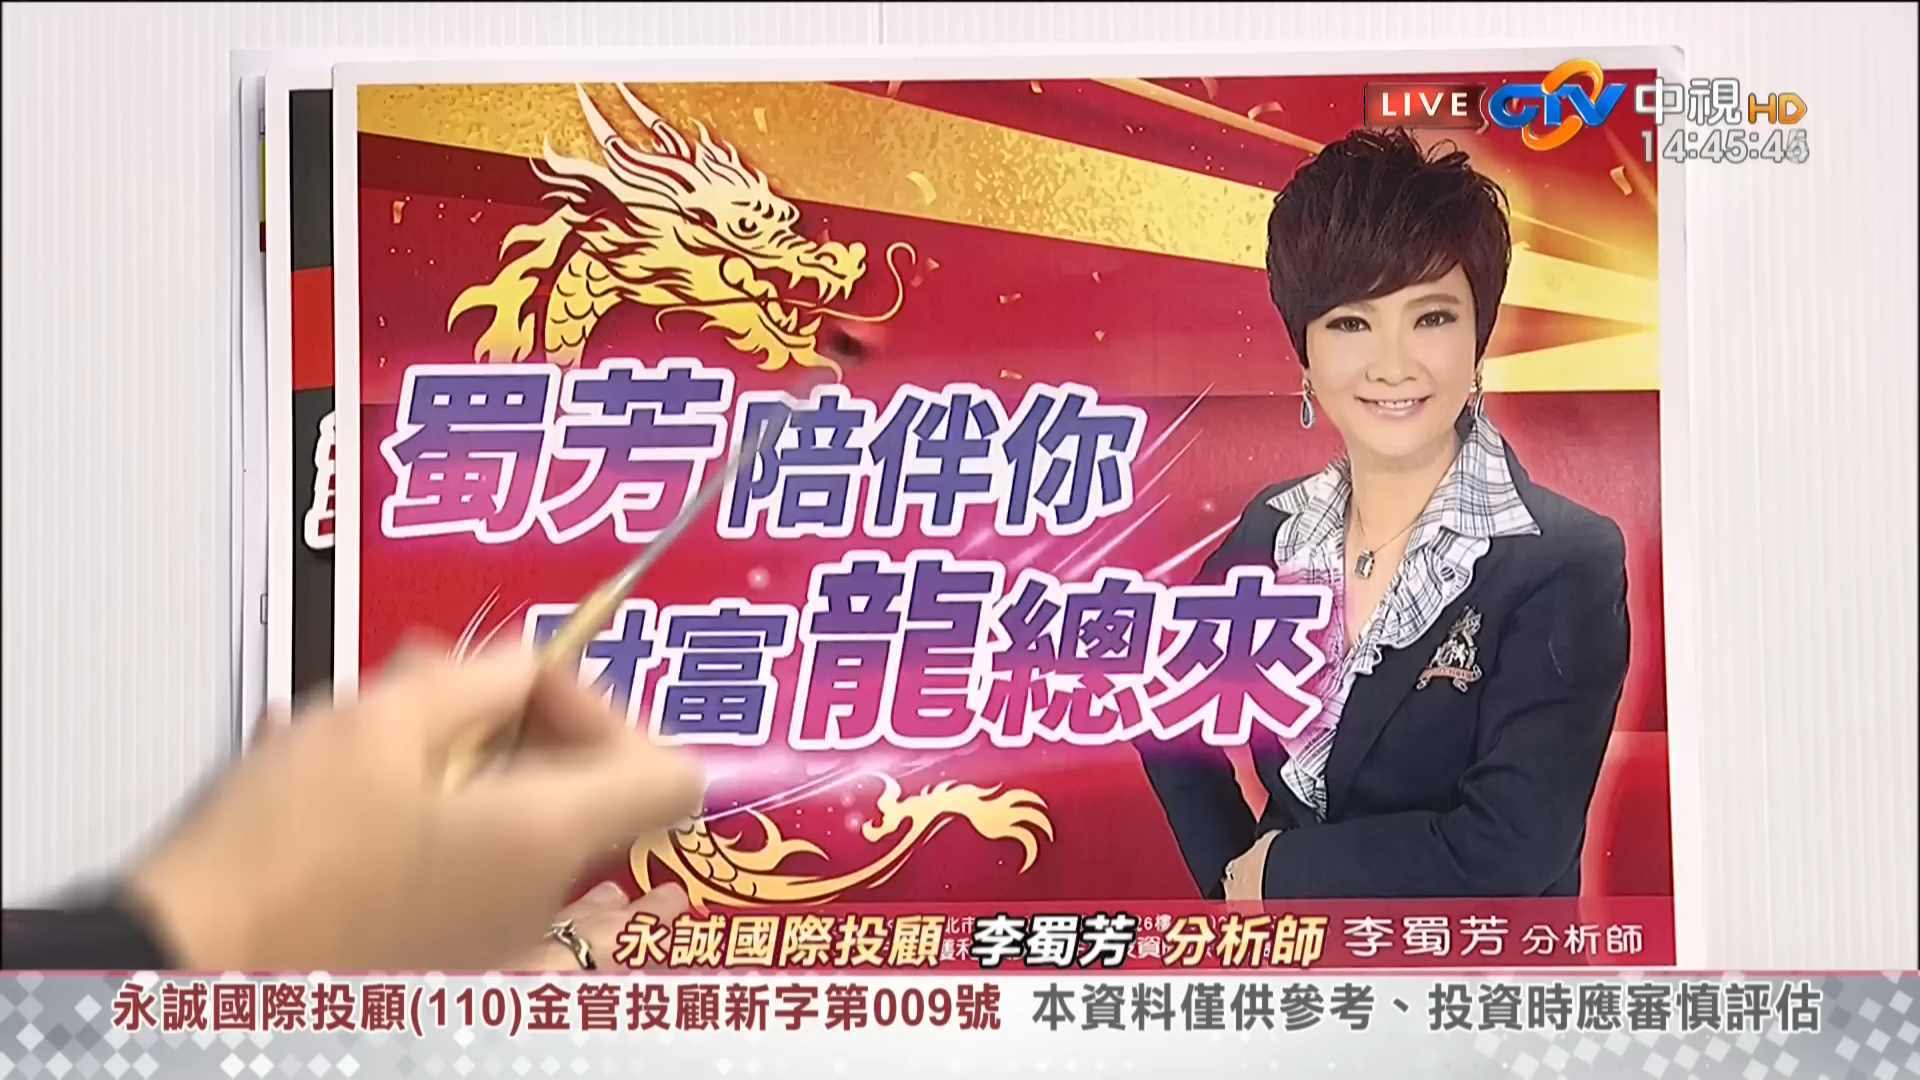 LIVE CTV 中視HD
14:45:45
蜀芳陪伴你
財富龍總來
永誠國際投顧 李蜀芳 分析師 李蜀芳 分析師
永誠國際投顧(110)金管投顧新字第009號 本資料僅供參考、投資時應審慎評估